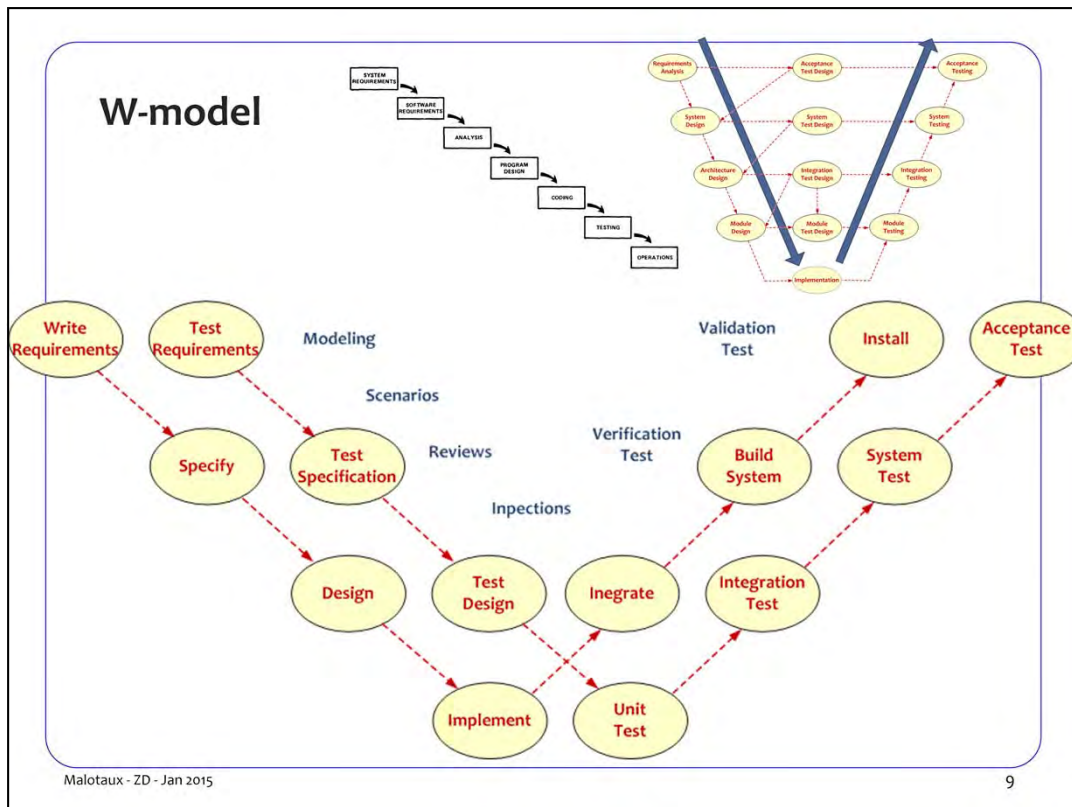 W-model
SYSTEM
REQUIREMENTS
SOFTWARE
REQUIREMENTS
ANALYSIS
PROGRAM
DESIGN
CODING
TESTING
OPERATIONS
Requirements
Analysis
Acceptance
Test Design
Acceptance
Testing
System
Design
System
Test Design
System
Testing
Architecture
Design
Integration
Test Design
Integration
Testing
Module
Design
Module
Test Design
Module
Testing
Implementation
Write
Requirements
Test
Requirements
Modeling
Validation
Test
Install
Acceptance
Test
Scenarios
Specify
Test
Specification
Reviews
Verification
Test
Build
System
System
Test
Inpections
Design
Test
Design
Inegrate
Integration
Test
Implement
Unit
Test
Malotaux - ZD - Jan 2015
9